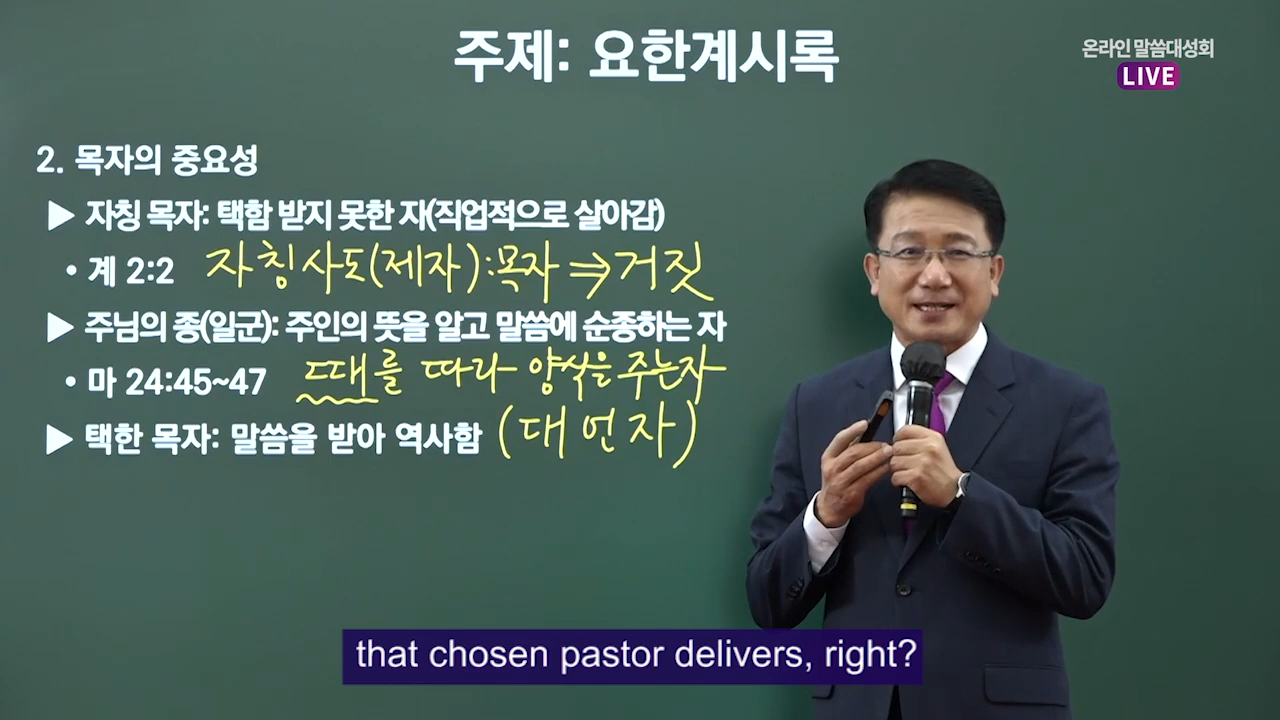 주제: 요한계시록
온라인 말씀대성회
LIVE
2. 목자의 중요성
▶ 자칭 목자: 택함 받지 못한 자(직업적으로 살아감)
• 계 2:2 자칭사도(제자):목자 ⇒ 거짓
▶ 주님의 종(일군): 주인의 뜻을 알고 말씀에 순종하는 자
• 마 24:45~47 때를 따라 양식을 주는자
▶ 택한 목자: 말씀을 받아 역사함 (대언자)
that chosen pastor delivers, right?